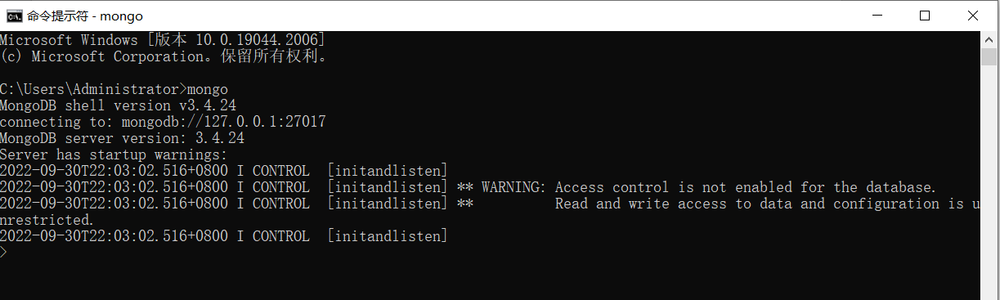 命令提示符 - mongo
Microsoft Windows [版本 10.0.19044.2006]
(c) Microsoft Corporation。保留所有权利。
C:\Users\Administrator>mongo
MongoDB shell version v3.4.24
connecting to: mongodb://127.0.0.1:27017
MongoDB server version: 3.4.24
Server has startup warnings:
2022-09-30T22:03:02.516+0800 I CONTROL  [initandlisten]
2022-09-30T22:03:02.516+0800 I CONTROL  [initandlisten] ** WARNING: Access control is not enabled for the database.
2022-09-30T22:03:02.516+0800 I CONTROL  [initandlisten] **          Read and write access to data and configuration is u
nrestricted.
2022-09-30T22:03:02.516+0800 I CONTROL  [initandlisten]
>